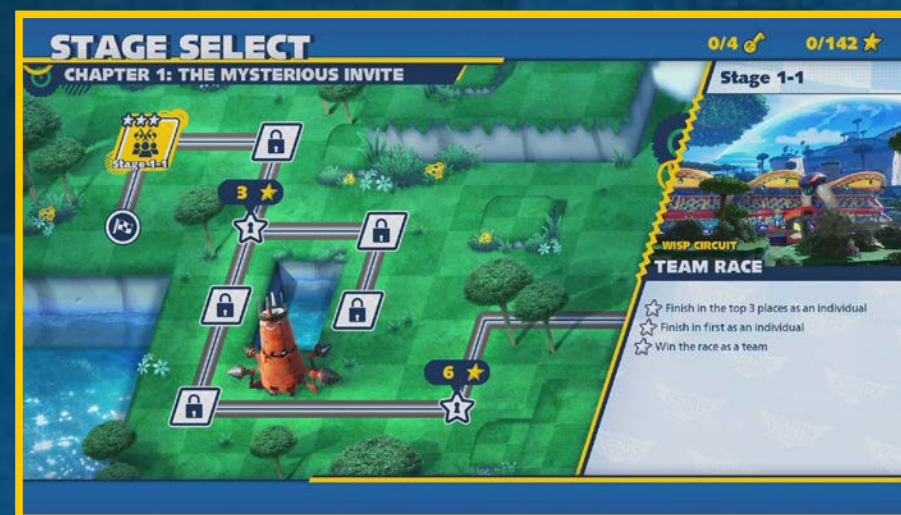 STAGE SELECT
0/4
0/142
CHAPTER 1: THE MYSTERIOUS INVITE
Stage 1-1
Stage 1-1
3
WISP CIRCUIT
TEAM RACE
Finish in the top 3 places as an individual
Finish in first as an individual
Win the race as a team
6